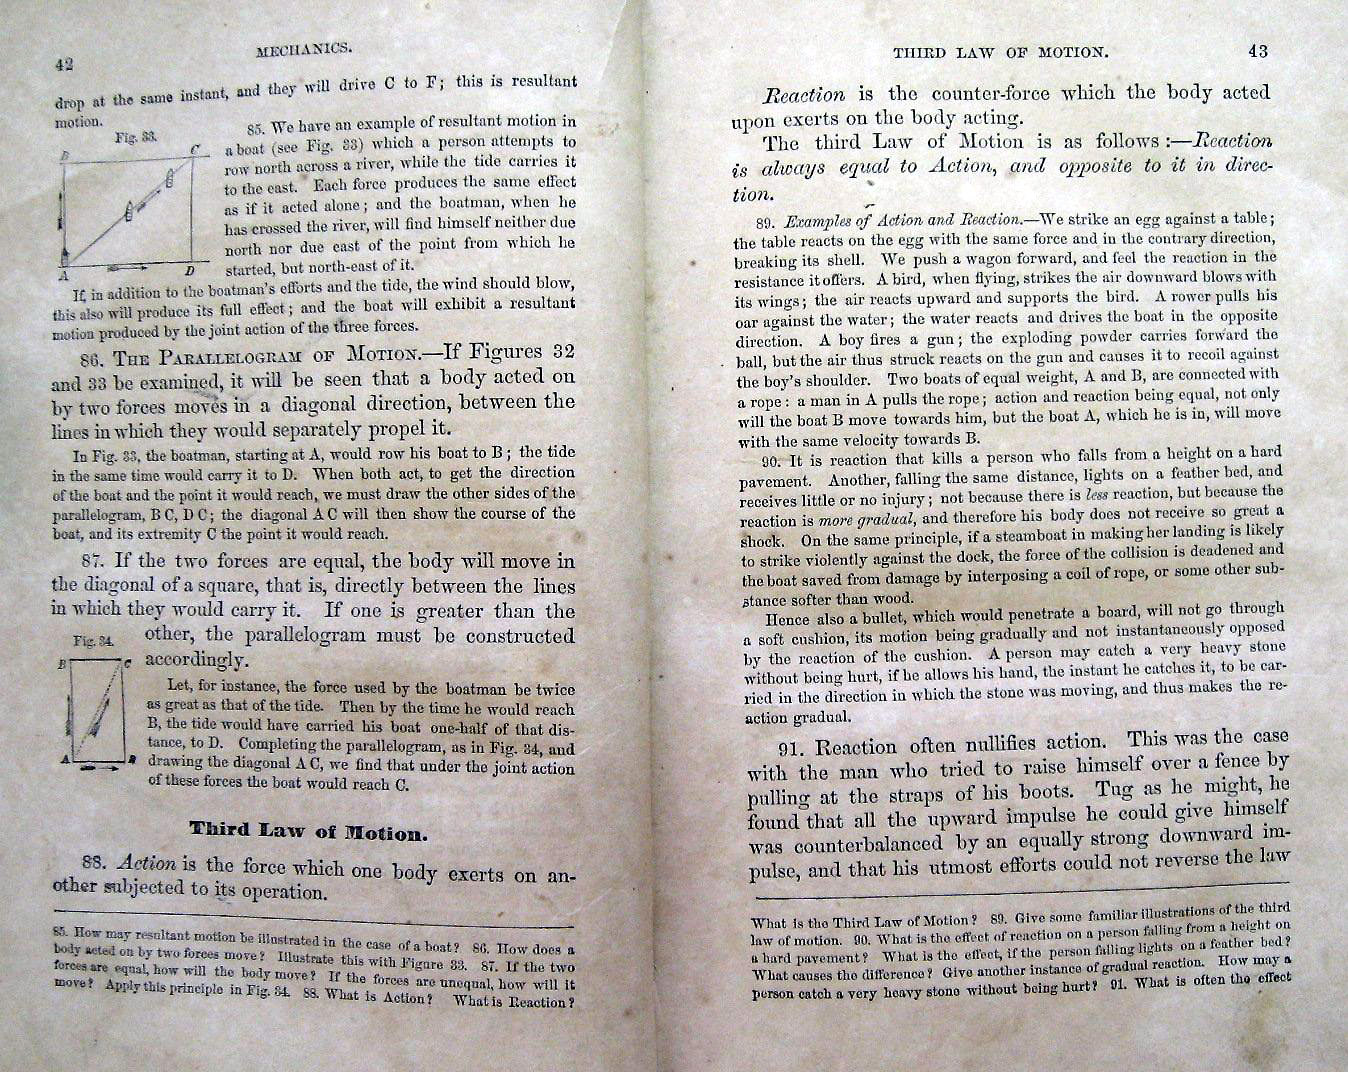 42
MECHANICS.
drop at the same instant, and they will drive C to F; this is resultant
motion.
Fig. 33.
B
C
A
D
85. We have an example of resultant motion in
a boat (see Fig. 33) which a person attempts to
row north across a river, while the tide carries it
to the east. Each force produces the same effect
as if it acted alone; and the boatman, when he
has crossed the river, will find himself neither due
north nor due east of the point from which he
started, but north-east of it.
If, in addition to the boatman's efforts and the tide, the wind should blow,
this also will produce its full effect; and the boat will exhibit a resultant
motion produced by the joint action of the three forces.
86. THE PARALLELOGRAM OF MOTION.—If Figures 32
and 33 be examined, it will be seen that a body acted on
by two forces moves in a diagonal direction, between the
lines in which they would separately propel it.
In Fig. 33, the boatman, starting at A, would row his boat to B; the tide
in the same time would carry it to D. When both act, to get the direction
of the boat and the point it would reach, we must draw the other sides of the
parallelogram, B C, D C; the diagonal A C will then show the course of the
boat, and its extremity C the point it would reach.
87. If the two forces are equal, the body will move in
the diagonal of a square, that is, directly between the lines
in which they would carry it. If one is greater than the
other, the parallelogram must be constructed
accordingly.
Fig. 34.
B
C
A
Let, for instance, the force used by the boatman be twice
as great as that of the tide. Then by the time he would reach
B, the tide would have carried his boat one-half of that dis-
tance, to D. Completing the parallelogram, as in Fig. 34, and
drawing the diagonal A C, we find that under the joint action
of these forces the boat would reach C.
Third Law of Motion.
88. Action is the force which one body exerts on an-
other subjected to its operation.
85. How may resultant motion be illustrated in the case of a boat? 86. How does a
body acted on by two forces move? Illustrate this with Figure 33. 87. If the two
forces are equal, how will the body move? If the forces are unequal, how will it
move? Apply this principle in Fig. 34. 88. What is Action? What is Reaction?
THIRD LAW OF MOTION.
43
Reaction is the counter-force which the body acted
upon exerts on the body acting.
The third Law of Motion is as follows:—Reaction
is always equal to Action, and opposite to it in direc-
tion.
89. Examples of Action and Reaction.—We strike an egg against a table;
the table reacts on the egg with the same force and in the contrary direction,
breaking its shell. We push a wagon forward, and feel the reaction in the
resistance it offers. A bird, when flying, strikes the air downward blows with
its wings; the air reacts upward and supports the bird. A rower pulls his
oar against the water; the water reacts and drives the boat in the opposite
direction. A boy fires a gun; the exploding powder carries forward the
ball, but the air thus struck reacts on the gun and causes it to recoil against
the boy's shoulder. Two boats of equal weight, A and B, are connected with
a rope: a man in A pulls the rope; action and reaction being equal, not only
will the boat B move towards him, but the boat A, which he is in, will move
with the same velocity towards B.
90. It is reaction that kills a person who falls from a height on a hard
pavement. Another, falling the same distance, lights on a feather bed, and
receives little or no injury; not because there is less reaction, but because the
reaction is more gradual, and therefore his body does not receive so great a
shock. On the same principle, if a steamboat in making her landing is likely
to strike violently against the dock, the force of the collision is deadened and
the boat saved from damage by interposing a coil of rope, or some other sub-
stance softer than wood.
Hence also a bullet, which would penetrate a board, will not go through
a soft cushion, its motion being gradually and not instantaneously opposed
by the reaction of the cushion. A person may catch a very heavy stone
without being hurt, if he allows his hand, the instant he catches it, to be car-
ried in the direction in which the stone was moving, and thus makes the re-
action gradual.
91. Reaction often nullifies action. This was the case
with the man who tried to raise himself over a fence by
pulling at the straps of his boots. Tug as he might, he
found that all the upward impulse he could give himself
was counterbalanced by an equally strong downward im-
pulse, and that his utmost efforts could not reverse the law
What is the Third Law of Motion? 89. Give some familiar illustrations of the third
law of motion. 90. What is the effect of reaction on a person falling from a height on
a hard pavement? What is the effect, if the person falling lights on a feather bed?
What causes the difference? Give another instance of gradual reaction. How may a
person catch a very heavy stone without being hurt? 91. What is often the effect